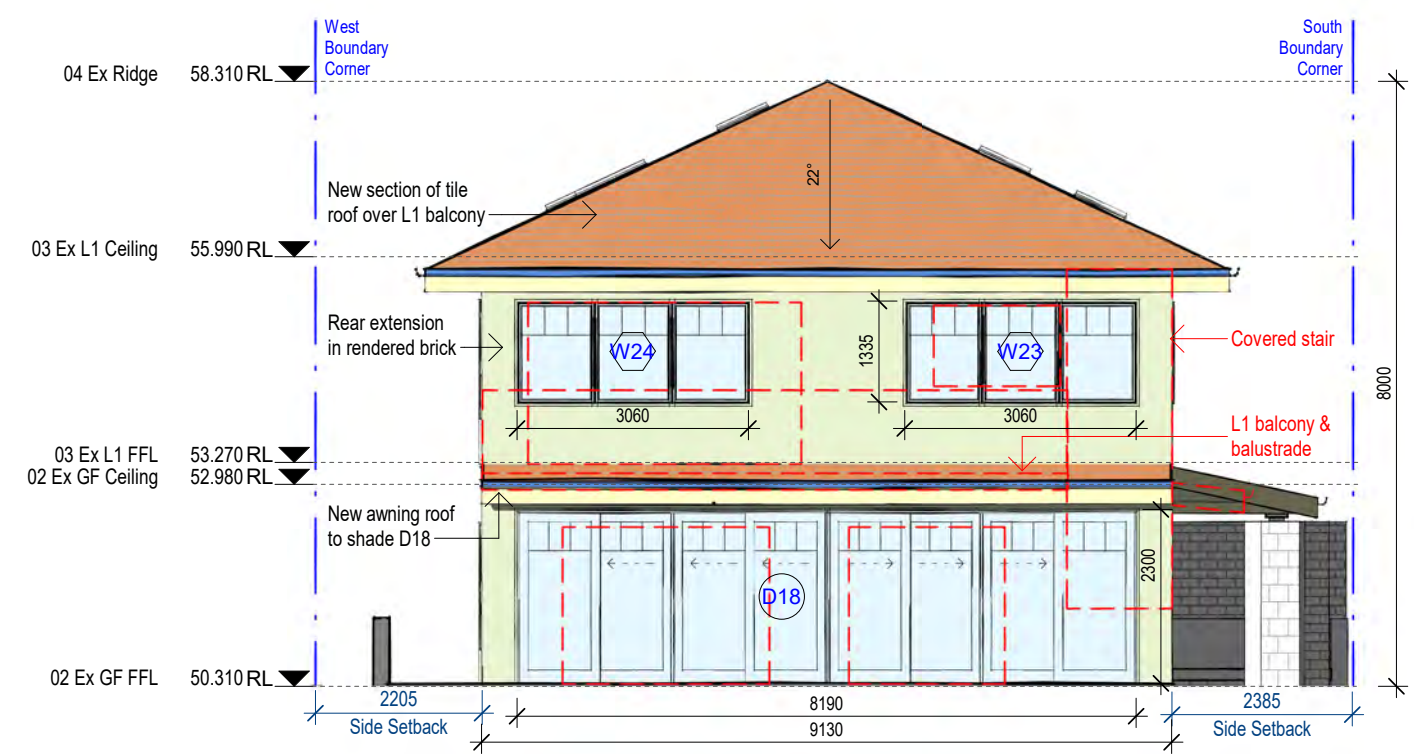 West
Boundary
Corner
South
Boundary
Corner
04 Ex Ridge 58.310 RL
22°
New section of tile
roof over L1 balcony
03 Ex L1 Ceiling 55.990 RL
Rear extension
in rendered brick
W24
1335
W23
Covered stair
8000
3060
3060
L1 balcony &
balustrade
03 Ex L1 FFL 53.270 RL
02 Ex GF Ceiling 52.980 RL
New awning roof
to shade D18
2300
D18
02 Ex GF FFL 50.310 RL
2205
Side Setback
8190
9130
2385
Side Setback